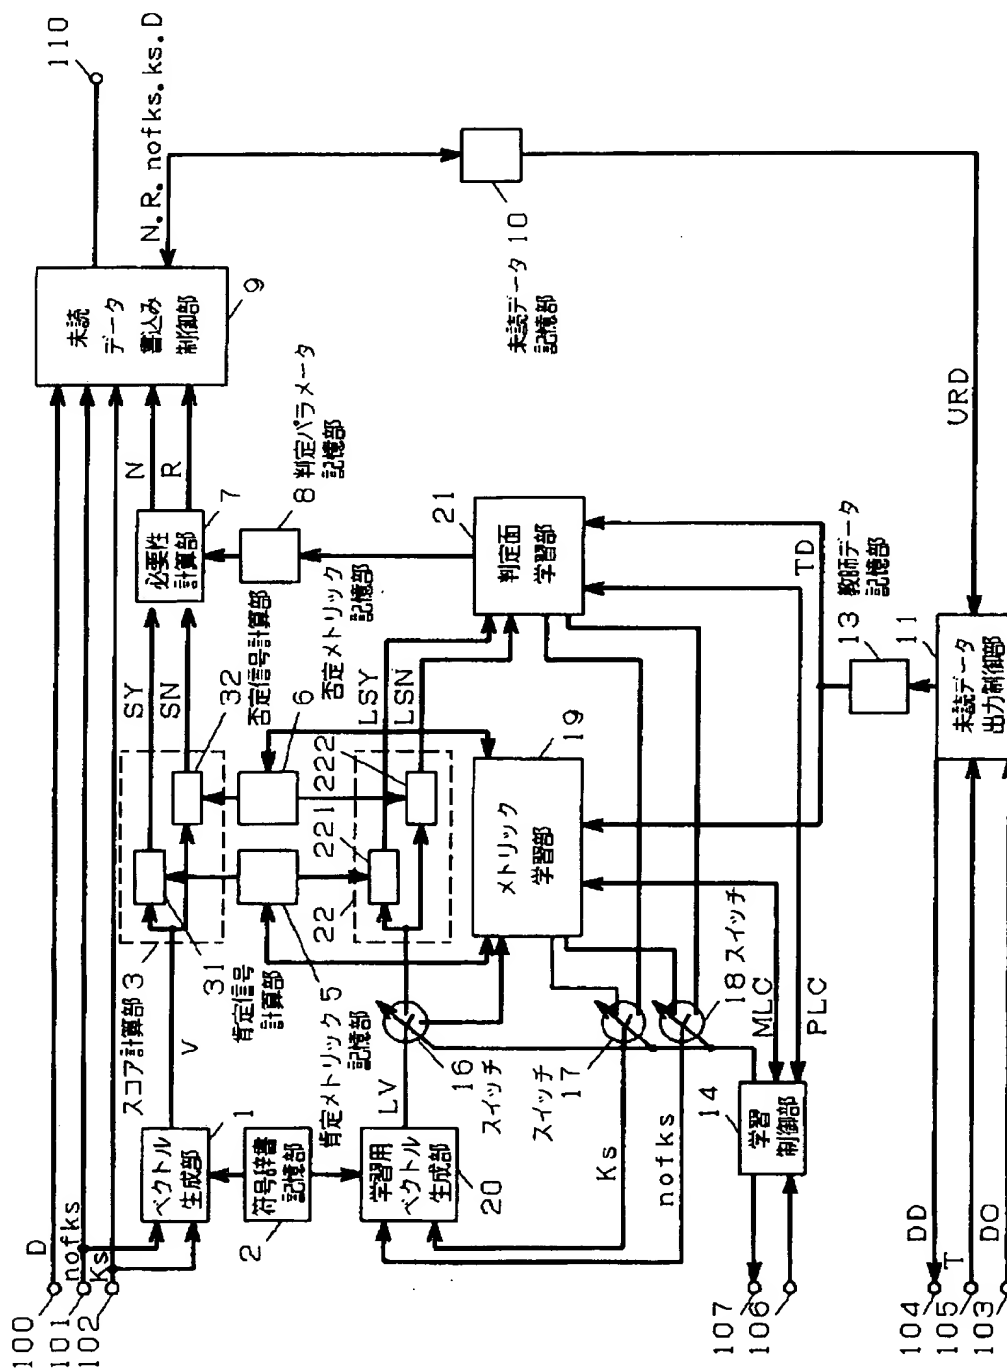 100
D
101
nofks
102
Ks
ベクトル
生成部
1
符号辞書
記憶部
2
学習用
ベクトル
生成部
20
V
LV
スコア計算部 3
31
肯定信号
計算部
肯定メトリック 5
記憶部
SY
SN
32
否定信号計算部
6
否定メトリック
記憶部
22
221
222
LSY
LSN
16
スイッチ
スイッチ
17
18 スイッチ
Ks
nofks
メトリック
学習部
19
判定面
学習部
21
必要性
計算部
7
N
R
8 判定パラメータ
記憶部
未読
データ
書込み
制御部
9
110
N.R.nofks.ks.D
未読データ 10
記憶部
URD
TD
13 教師データ
記憶部
11
未読データ
出力制御部
MLC
PLC
14
学習
制御部
107
106
104
DD
105
T
103
DO